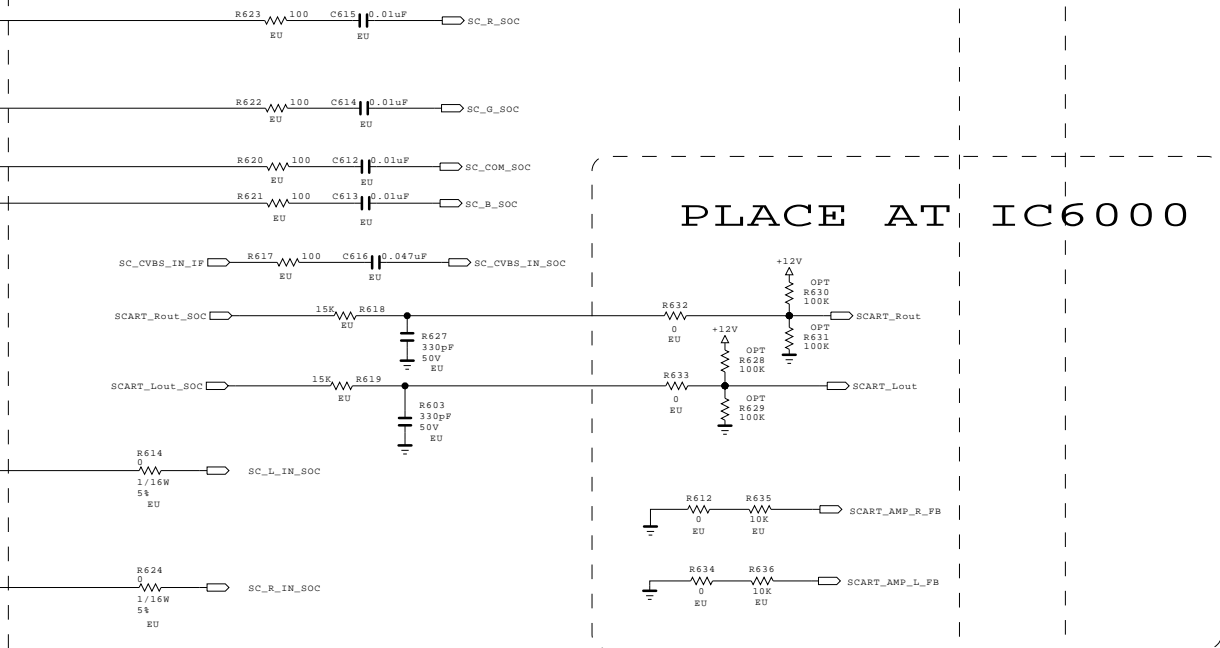 R623 100 C615 0.01uF SC_R_SOC
EU EU
R622 100 C614 0.01uF SC_G_SOC
EU EU
R620 100 C612 0.01uF SC_COM_SOC
EU EU
R621 100 C613 0.01uF SC_B_SOC
EU EU
PLACE AT IC6000
SC_CVBS_IN_IF R617 100 C616 0.047uF SC_CVBS_IN_SOC
EU EU
+12V
OPT
R630
100K
SCART_Rout_SOC 15K R618 R632 SCART_Rout
EU 0
EU
OPT
R631
100K
R627
330pF
50V
EU
+12V
OPT
R628
100K
SCART_Lout_SOC 15K R619 R633 SCART_Lout
EU 0
EU
OPT
R629
100K
R603
330pF
50V
EU
R614
0
1/16W
5%
EU
SC_L_IN_SOC
R612 R635 SCART_AMP_R_FB
0 10K
EU EU
R624
0
1/16W
5%
EU
SC_R_IN_SOC
R634 R636 SCART_AMP_L_FB
0 10K
EU EU